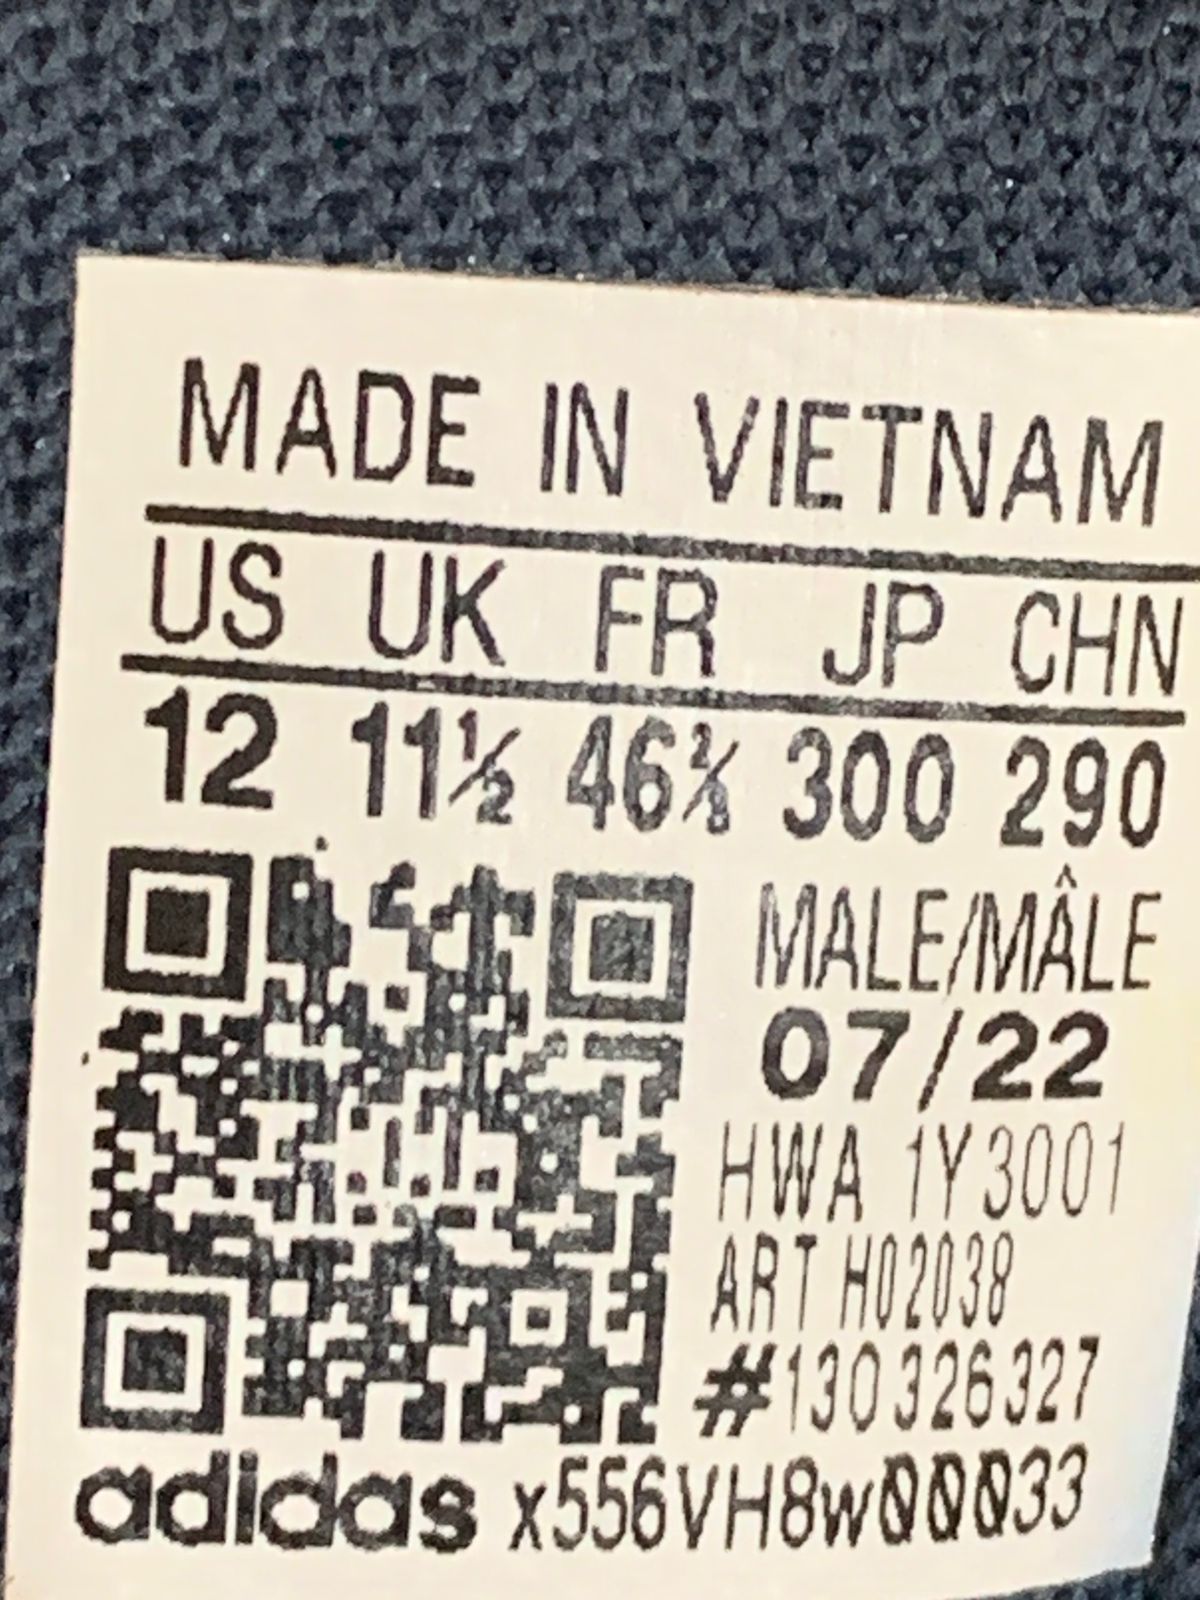 MADE IN VIETNAM
US UK FR JP CHN
12 11½ 46⅔ 300 290
MALE/MÂLE
07/22
HWA 1Y3001
ART H02038
#130326327
adidas x556VH8w00033